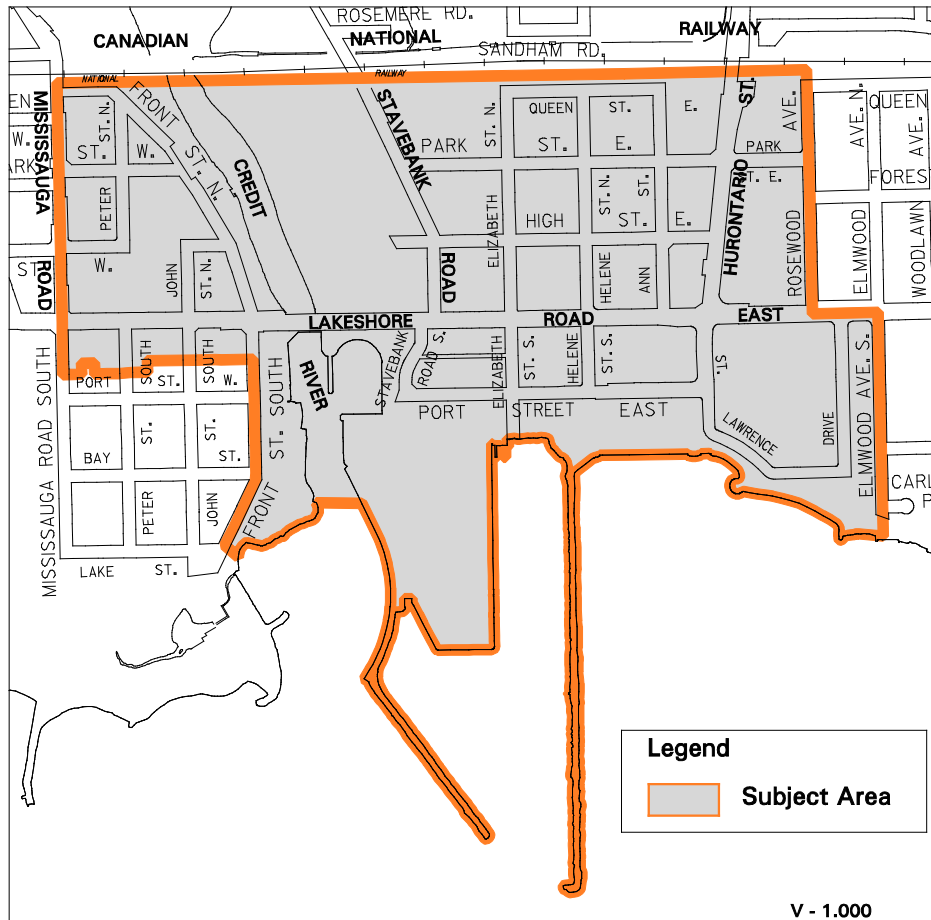 ROSEMERE RD.
CANADIAN NATIONAL RAILWAY
SANDHAM RD.
NATIONAL RAILWAY
MISSISSAUGA ROAD
FRONT ST. N.
CREDIT RIVER
STAVEBANK ROAD
ST. N.
QUEEN ST. E.
HURONTARIO ST.
AVE.
AVE. N.
QUEEN
AVE.
EEN
W.
ARK
ST. W.
PARK ST. E.
PARK
T. E.
FOREST
PETER
ST. N.
HIGH ST. E.
ELIZABETH
ST. N.
ST.
ROSEWOOD
ELMWOOD
WOODLAWN
ST
W.
JOHN
ST. N.
HELENE
ANN
LAKESHORE ROAD EAST
MISSISSAUGA ROAD SOUTH
PORT ST. W.
SOUTH
SOUTH
FRONT ST. SOUTH
STAVEBANK ROAD S.
ELIZABETH
ST. S.
HELENE
ST. S.
ST.
ELMWOOD AVE. S.
PORT STREET EAST
LAWRENCE DRIVE
BAY ST.
ST.
ST.
PETER
JOHN
CARL
P
LAKE ST.
Legend
Subject Area
V - 1.000